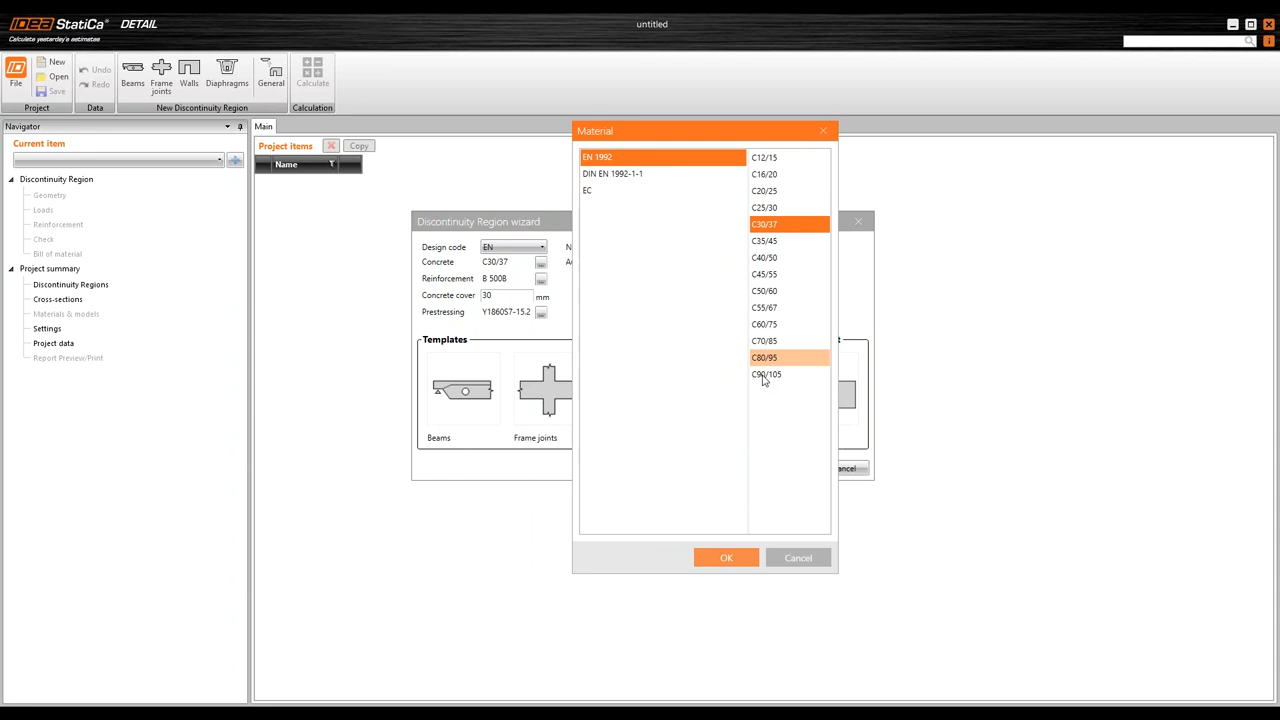 IDEA StatiCa® DETAIL
Calculate yesterday's estimates
untitled
File
New
Open
Save
Project
Undo
Redo
Data
Beams
Frame joints
Walls
Diaphragms
General
New Discontinuity Region
Calculate
Calculation
Navigator
Current item
Discontinuity Region
Geometry
Loads
Reinforcement
Check
Bill of material
Project summary
Discontinuity Regions
Cross-sections
Materials & models
Settings
Project data
Report Preview/Print
Main
Project items
Copy
Name
Discontinuity Region wizard
Design code EN
Concrete C30/37
Reinforcement B 500B
Concrete cover 30 mm
Prestressing Y1860S7-15.2
Templates
Beams
Frame joints
Material
EN 1992
DIN EN 1992-1-1
EC
C12/15
C16/20
C20/25
C25/30
C30/37
C35/45
C40/50
C45/55
C50/60
C55/67
C60/75
C70/85
C80/95
C90/105
OK
Cancel